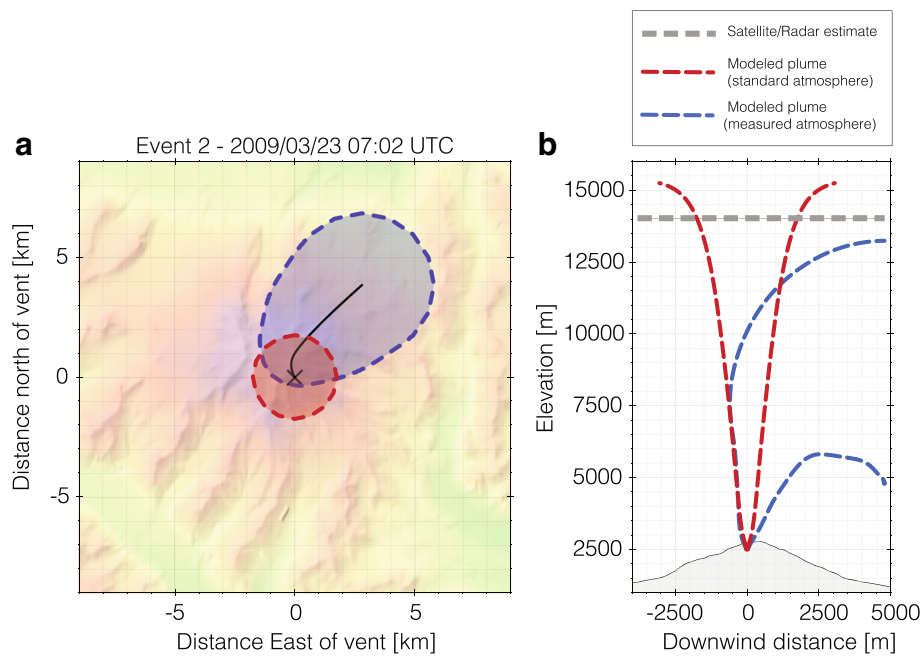 Satellite/Radar estimate
Modeled plume
(standard atmosphere)
Modeled plume
(measured atmosphere)
a
Event 2 - 2009/03/23 07:02 UTC
5
0
-5
-5
0
5
Distance north of vent [km]
Distance East of vent [km]
b
15000
12500
10000
7500
5000
2500
-2500
0
2500
5000
Elevation [m]
Downwind distance [m]